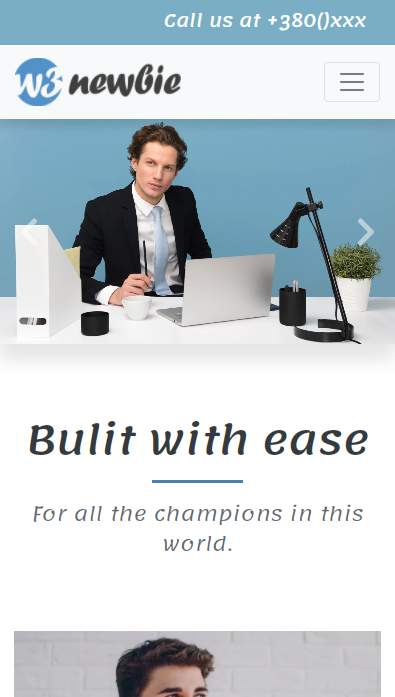 Call us at +380()xxx
w3 newbie
Bulit with ease
For all the champions in this
world.